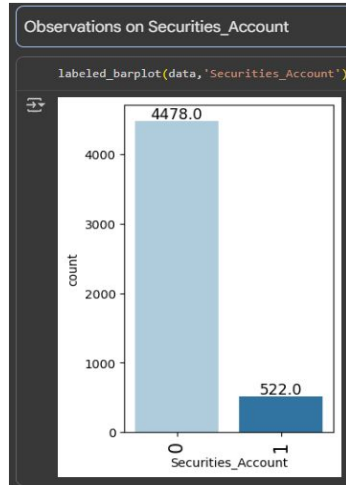 Observations on Securities_Account
labeled_barplot(data,'Securities_Account')
4478.0
4000
3000
count
2000
1000
522.0
0
0
1
Securities_Account